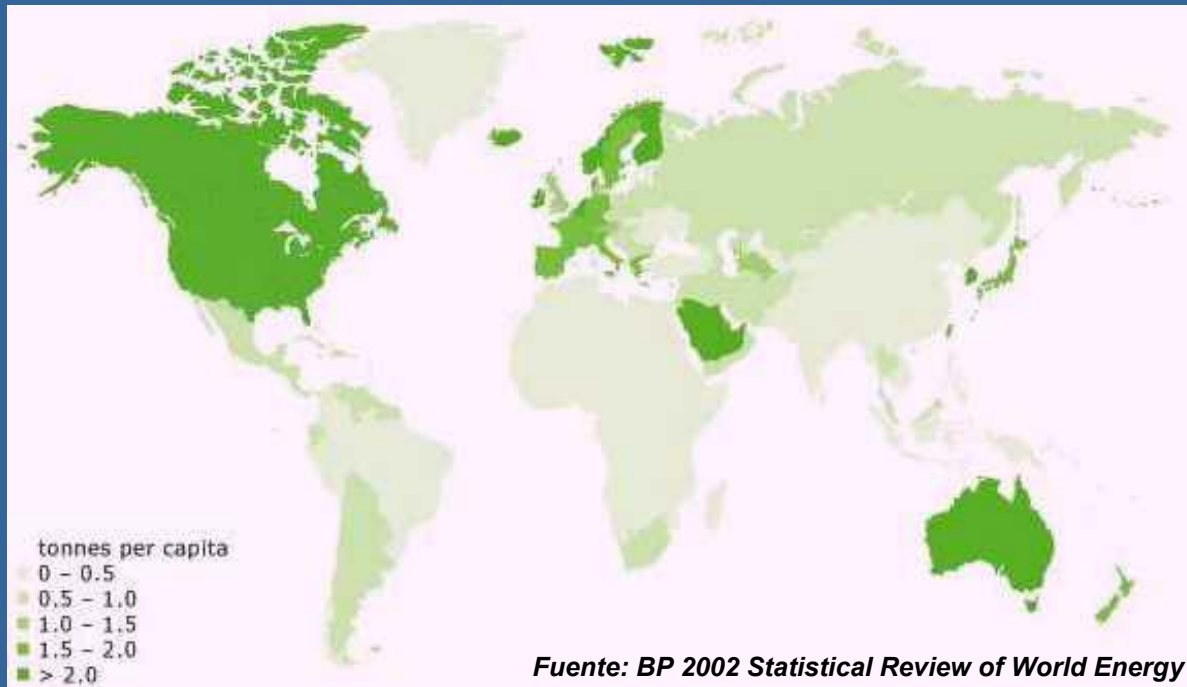 tonnes per capita
0 – 0.5
0.5 – 1.0
1.0 – 1.5
1.5 – 2.0
> 2.0
Fuente: BP 2002 Statistical Review of World Energy